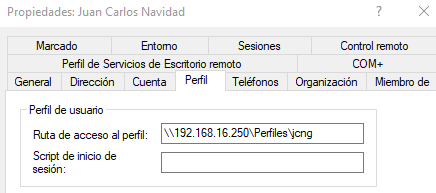 Propiedades: Juan Carlos Navidad ? ×
Marcado Entorno Sesiones Control remoto
Perfil de Servicios de Escritorio remoto COM+
General Dirección Cuenta Perfil Teléfonos Organización Miembro de
Perfil de usuario
Ruta de acceso al perfil: \\192.168.16.250\Perfiles\jcng
Script de inicio de
sesión: